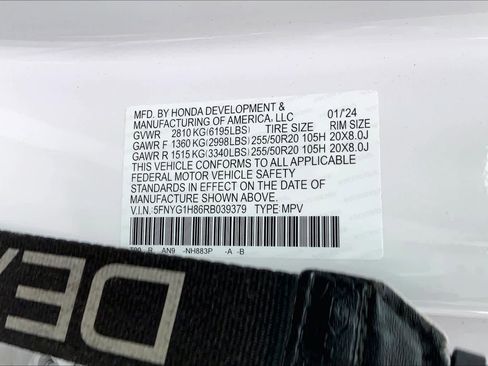 MFD. BY HONDA DEVELOPMENT &
MANUFACTURING OF AMERICA, LLC 01/'24
GVWR 2810 KG(6195LBS) TIRE SIZE RIM SIZE
GAWR F 1360 KG(2998LBS) 255/50R20 105H 20X8.0J
GAWR R 1515 KG(3340LBS) 255/50R20 105H 20X8.0J
THIS VEHICLE CONFORMS TO ALL APPLICABLE
FEDERAL MOTOR VEHICLE SAFETY
STANDARDS IN EFFECT ON THE DATE OF
MANUFACTURE SHOWN ABOVE.
V.I.N.: 5FNYG1H86RB039379 TYPE: MPV
R AN9 -NH883P -A -B
DE